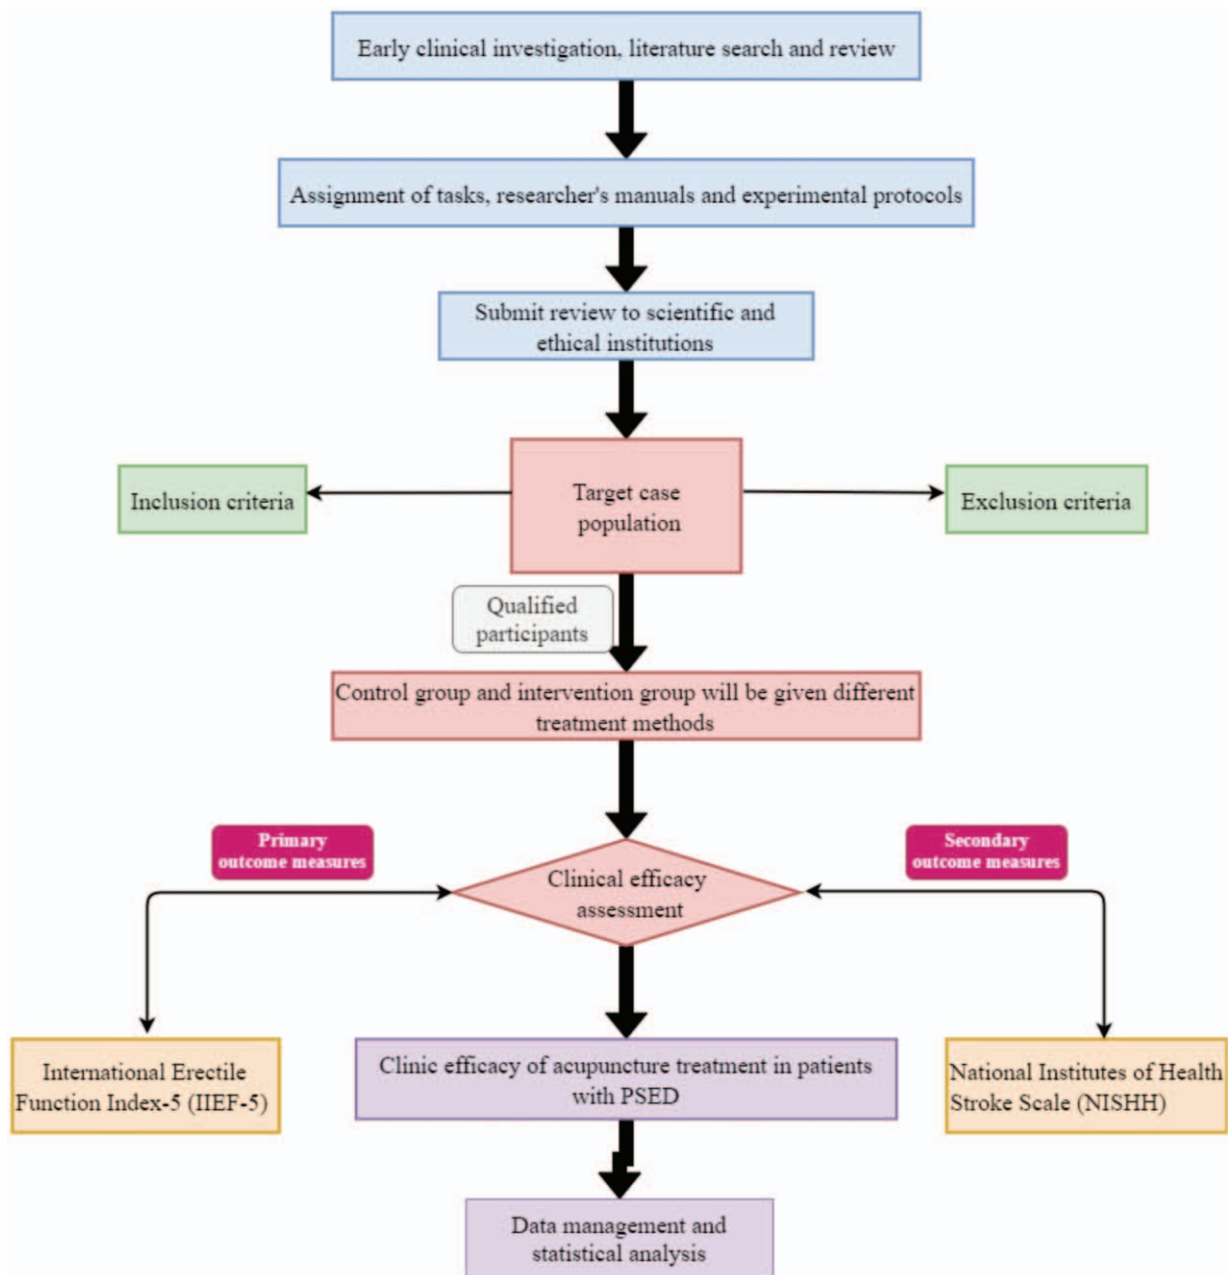 Early clinical investigation, literature search and review
Assignment of tasks, researcher's manuals and experimental protocols
Submit review to scientific and
ethical institutions
Inclusion criteria
Target case
population
Exclusion criteria
Qualified
participants
Control group and intervention group will be given different
treatment methods
Primary
outcome measures
Secondary
outcome measures
Clinical efficacy
assessment
International Erectile
Function Index-5 (IIEF-5)
Clinic efficacy of acupuncture treatment in patients
with PSED
National Institutes of Health
Stroke Scale (NISHH)
Data management and
statistical analysis